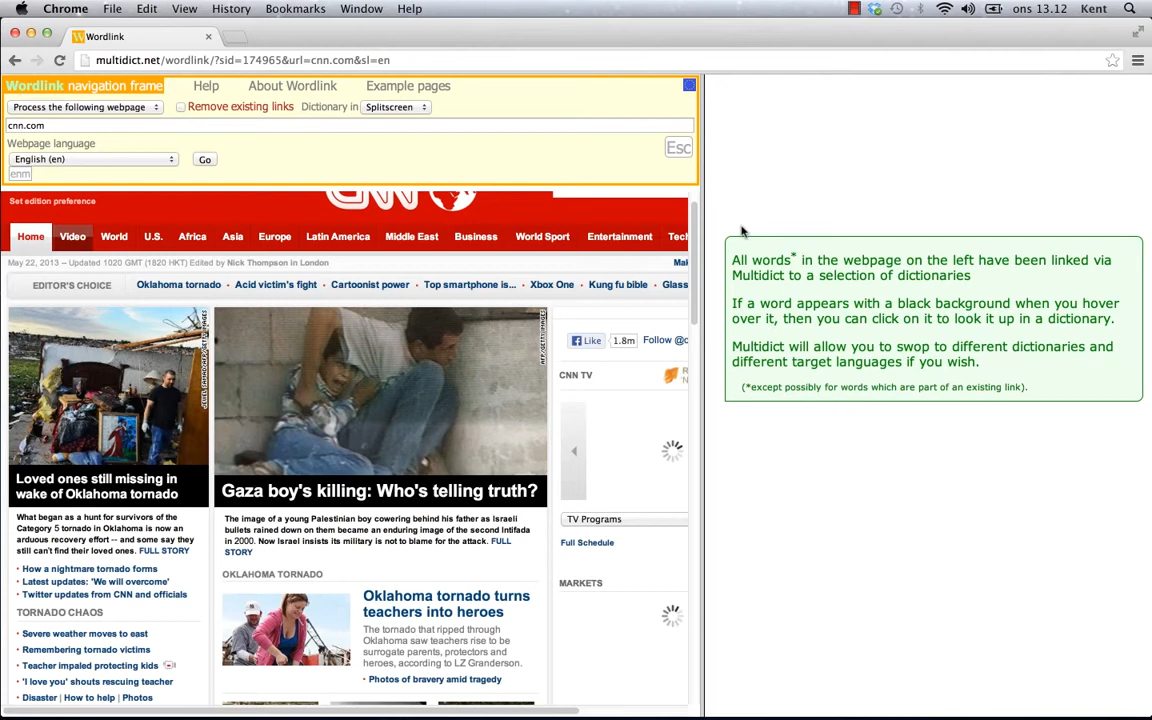 Chrome File Edit View History Bookmarks Window Help ons 13.12 Kent
Wordlink
multidict.net/wordlink/?sid=174965&url=cnn.com&sl=en
Wordlink navigation frame Help About Wordlink Example pages
Process the following webpage Remove existing links Dictionary in Splitscreen
cnn.com
Webpage language
English (en) Go Esc
enm
CNN
Set edition preference
Home Video World U.S. Africa Asia Europe Latin America Middle East Business World Sport Entertainment Tech
May 22, 2013 -- Updated 1020 GMT (1820 HKT) Edited by Nick Thompson in London Mak
EDITOR'S CHOICE Oklahoma tornado • Acid victim's fight • Cartoonist power • Top smartphone is... • Xbox One • Kung fu bible • Glass
JEWEL SAMAD/AFP/GETTY IMAGES
Loved ones still missing in
wake of Oklahoma tornado
What began as a hunt for survivors of the
Category 5 tornado in Oklahoma is now an
arduous recovery effort -- and some say they
still can't find their loved ones. FULL STORY
• How a nightmare tornado forms
• Latest updates: 'We will overcome'
• Twitter updates from CNN and officials
TORNADO CHAOS
• Severe weather moves to east
• Remembering tornado victims
• Teacher impaled protecting kids
• 'I love you' shouts rescuing teacher
• Disaster | How to help | Photos
AFP/GETTY IMAGES
Gaza boy's killing: Who's telling truth?
The image of a young Palestinian boy cowering behind his father as Israeli
bullets rained down on them became an enduring image of the second Intifada
in 2000. Now Israel insists its military is not to blame for the attack. FULL
STORY
OKLAHOMA TORNADO
Oklahoma tornado turns
teachers into heroes
The tornado that ripped through
Oklahoma saw teachers rise to be
surrogate parents, protectors and
heroes, according to LZ Granderson.
• Photos of bravery amid tragedy
Like 1.8m Follow @c
CNN TV
TV Programs
Full Schedule
MARKETS
All words* in the webpage on the left have been linked via
Multidict to a selection of dictionaries
If a word appears with a black background when you hover
over it, then you can click on it to look it up in a dictionary.
Multidict will allow you to swop to different dictionaries and
different target languages if you wish.
(*except possibly for words which are part of an existing link).